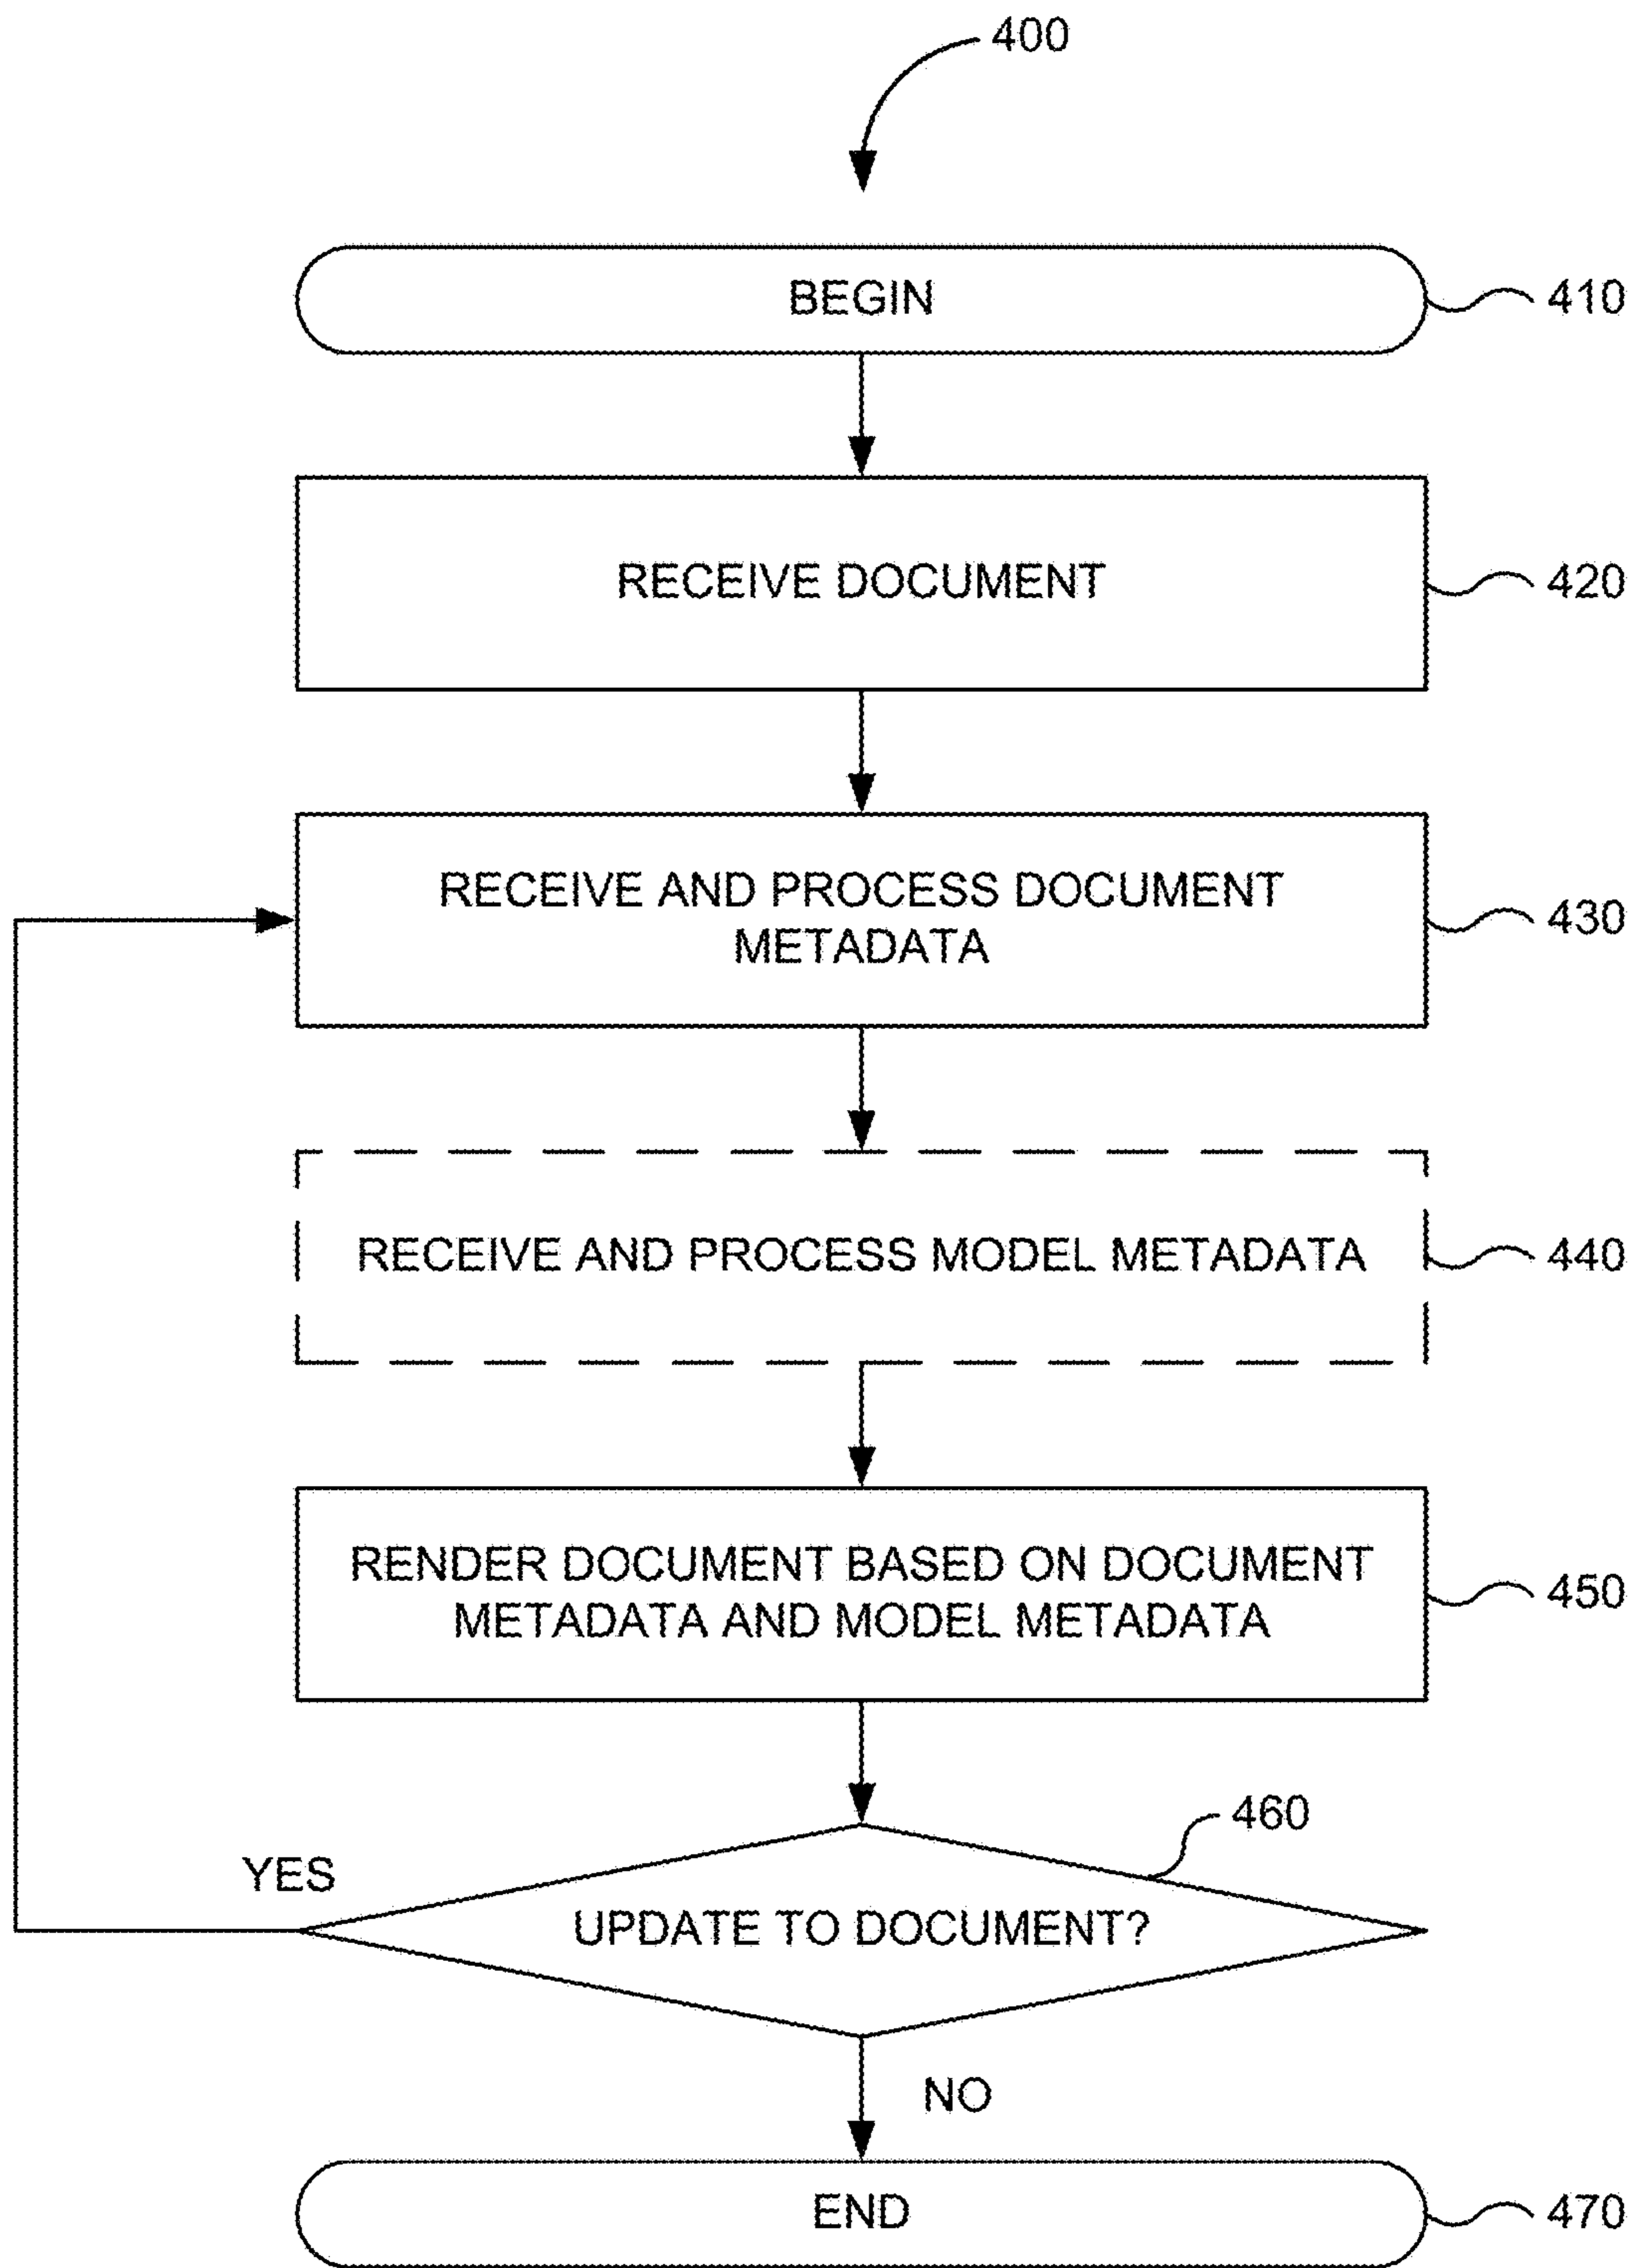 400
BEGIN
410
RECEIVE DOCUMENT
420
RECEIVE AND PROCESS DOCUMENT
METADATA
430
RECEIVE AND PROCESS MODEL METADATA
440
RENDER DOCUMENT BASED ON DOCUMENT
METADATA AND MODEL METADATA
450
460
YES
UPDATE TO DOCUMENT?
NO
END
470